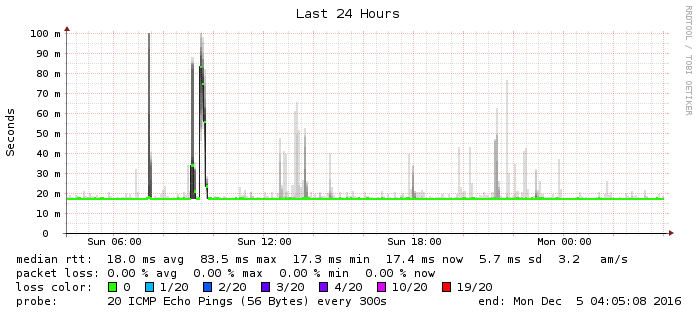 Last 24 Hours
RRDTOOL / TOBI OETIKER
Seconds
100 m
90 m
80 m
70 m
60 m
50 m
40 m
30 m
20 m
10 m
0
Sun 06:00 Sun 12:00 Sun 18:00 Mon 00:00
median rtt: 18.0 ms avg 83.5 ms max 17.3 ms min 17.4 ms now 5.7 ms sd 3.2 am/s
packet loss: 0.00 % avg 0.00 % max 0.00 % min 0.00 % now
loss color: 0 1/20 2/20 3/20 4/20 10/20 19/20
probe: 20 ICMP Echo Pings (56 Bytes) every 300s end: Mon Dec 5 04:05:08 2016